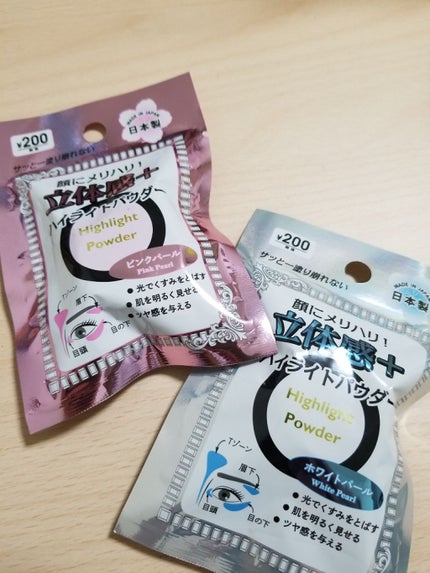 ¥200
税抜
MADE IN JAPAN
日本製
サッと一塗り崩れない
顔にメリハリ！
立体感＋
ハイライトパウダー
Highlight
Powder
ピンクパール
Pink Pearl
● 光でくすみをとばす
● 肌を明るく見せる
● ツヤ感を与える
Tゾーン
眉下
目の下
目頭
¥200
税抜
MADE IN JAPAN
日本製
サッと一塗り崩れない
顔にメリハリ！
立体感＋
ハイライトパウダー
Highlight
Powder
ホワイトパール
White Pearl
● 光でくすみをとばす
● 肌を明るく見せる
● ツヤ感を与える
Tゾーン
眉下
目の下
目頭